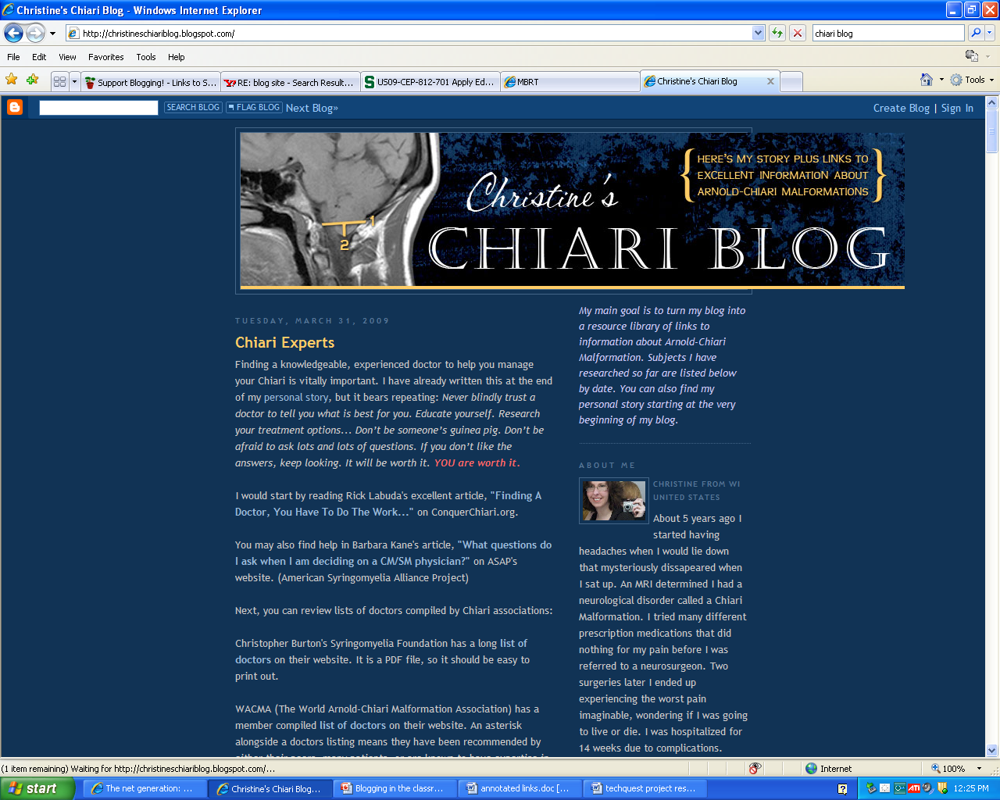 Christine's Chiari Blog - Windows Internet Explorer
http://christineschiariblog.blogspot.com/
chiari blog
File Edit View Favorites Tools Help
Support Blogging! - Links to S...
RE: blog site - Search Result...
US09-CEP-812-701 Apply Ed...
MBRT
Christine's Chiari Blog
Tools
SEARCH BLOG
FLAG BLOG
Next Blog»
Create Blog | Sign In
HERE'S MY STORY PLUS LINKS TO
EXCELLENT INFORMATION ABOUT
ARNOLD-CHIARI MALFORMATIONS
Christine's
CHIARI BLOG
1
2
TUESDAY, MARCH 31, 2009
Chiari Experts
Finding a knowledgeable, experienced doctor to help you manage
your Chiari is vitally important. I have already written this at the end
of my personal story, but it bears repeating: Never blindly trust a
doctor to tell you what is best for you. Educate yourself. Research
your treatment options... Don't be someone's guinea pig. Don't be
afraid to ask lots and lots of questions. If you don't like the
answers, keep looking. It will be worth it. YOU are worth it.
I would start by reading Rick Labuda's excellent article, "Finding A
Doctor, You Have To Do The Work..." on ConquerChiari.org.
You may also find help in Barbara Kane's article, "What questions do
I ask when I am deciding on a CM/SM physician?" on ASAP's
website. (American Syringomyelia Alliance Project)
Next, you can review lists of doctors compiled by Chiari associations:
Christopher Burton's Syringomyelia Foundation has a long list of
doctors on their website. It is a PDF file, so it should be easy to
print out.
WACMA (The World Arnold-Chiari Malformation Association) has a
member compiled list of doctors on their website. An asterisk
alongside a doctors listing means they have been recommended by
either their peers, many patients, or are known to have expertise in
My main goal is to turn my blog into
a resource library of links to
information about Arnold-Chiari
Malformation. Subjects I have
researched so far are listed below
by date. You can also find my
personal story starting at the very
beginning of my blog.
ABOUT ME
CHRISTINE FROM WI
UNITED STATES
About 5 years ago I
started having
headaches when I would lie down
that mysteriously dissapeared when
I sat up. An MRI determined I had a
neurological disorder called a Chiari
Malformation. I tried many different
prescription medications that did
nothing for my pain before I was
referred to a neurosurgeon. Two
surgeries later I ended up
experiencing the worst pain
imaginable, wondering if I was going
to live or die. I was hospitalized for
14 weeks due to complications.
(1 item remaining) Waiting for http://christineschiariblog.blogspot.com/...
Internet
100%
start
The net generation: ...
Christine's Chiari Blog...
Blogging in the classr...
annotated links.doc [...
techquest project res...
ATI
12:25 PM